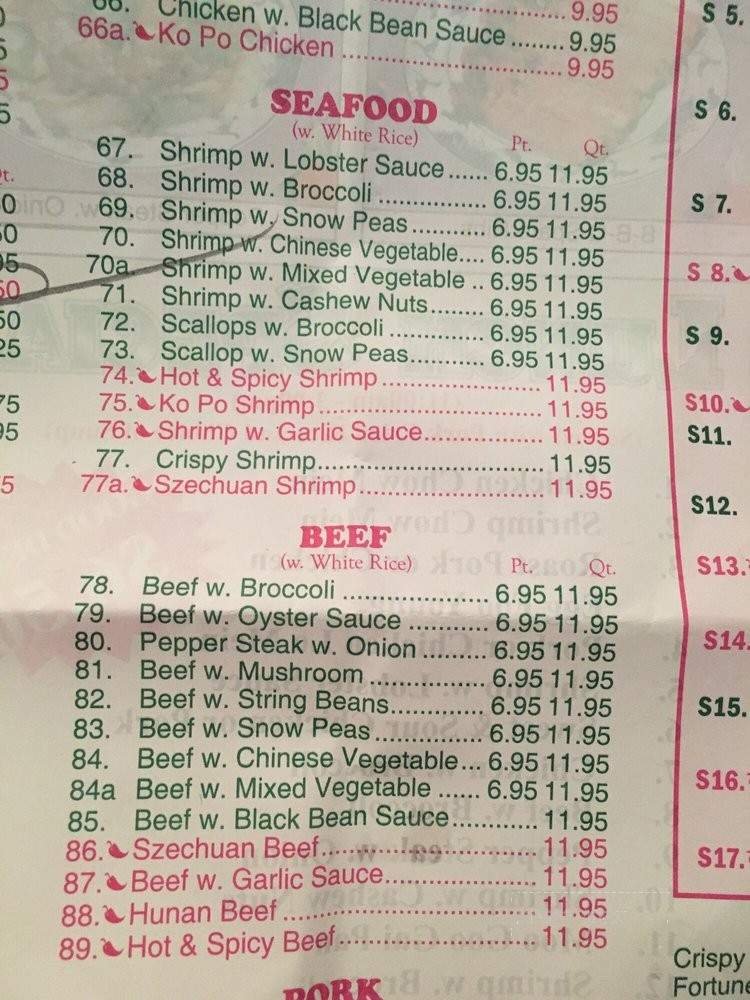 66. Chicken w. Black Bean Sauce ........ 9.95
66a. Ko Po Chicken .............................. 9.95
9.95
SEAFOOD
(w. White Rice) Pt. Qt.
67. Shrimp w. Lobster Sauce ...... 6.95 11.95
68. Shrimp w. Broccoli ................. 6.95 11.95
69. Shrimp w. Snow Peas ........... 6.95 11.95
70. Shrimp w. Chinese Vegetable.... 6.95 11.95
70a. Shrimp w. Mixed Vegetable .. 6.95 11.95
71. Shrimp w. Cashew Nuts........ 6.95 11.95
72. Scallops w. Broccoli .............. 6.95 11.95
73. Scallop w. Snow Peas........... 6.95 11.95
74. Hot & Spicy Shrimp ........................ 11.95
75. Ko Po Shrimp ................................. 11.95
76. Shrimp w. Garlic Sauce................. 11.95
77. Crispy Shrimp................................. 11.95
77a. Szechuan Shrimp........................... 11.95
BEEF
(w. White Rice) Pt. Qt.
78. Beef w. Broccoli ..................... 6.95 11.95
79. Beef w. Oyster Sauce ............ 6.95 11.95
80. Pepper Steak w. Onion ......... 6.95 11.95
81. Beef w. Mushroom ................ 6.95 11.95
82. Beef w. String Beans............. 6.95 11.95
83. Beef w. Snow Peas ............... 6.95 11.95
84. Beef w. Chinese Vegetable... 6.95 11.95
84a Beef w. Mixed Vegetable ...... 6.95 11.95
85. Beef w. Black Bean Sauce............ 11.95
86. Szechuan Beef................................ 11.95
87. Beef w. Garlic Sauce...................... 11.95
88. Hunan Beef ..................................... 11.95
89. Hot & Spicy Beef............................. 11.95
PORK
S 5.
S 6.
S 7.
S 8.
S 9.
S10.
S11.
S12.
S13.
S14.
S15.
S16.
S17.
Crispy
Fortune